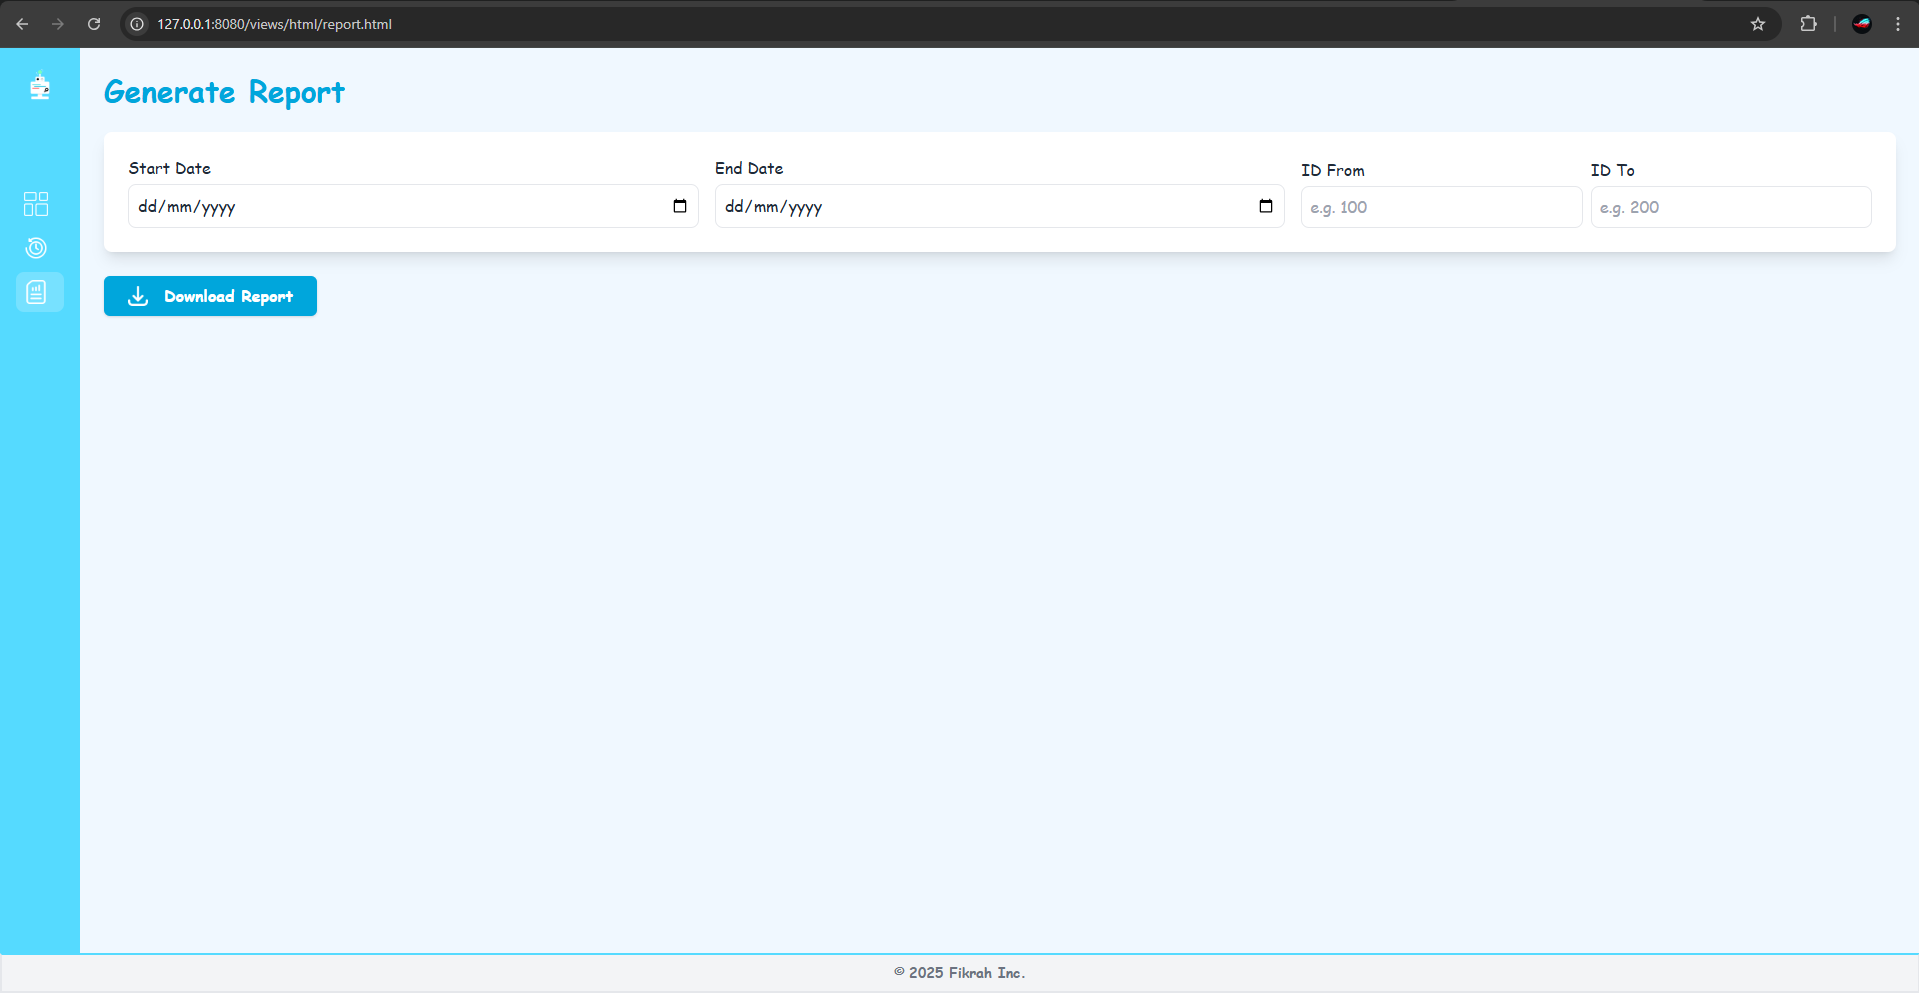 127.0.0.1:8080/views/html/report.html
Generate Report
Start Date
dd/mm/yyyy
End Date
dd/mm/yyyy
ID From
e.g. 100
ID To
e.g. 200
Download Report
© 2025 Fikrah Inc.